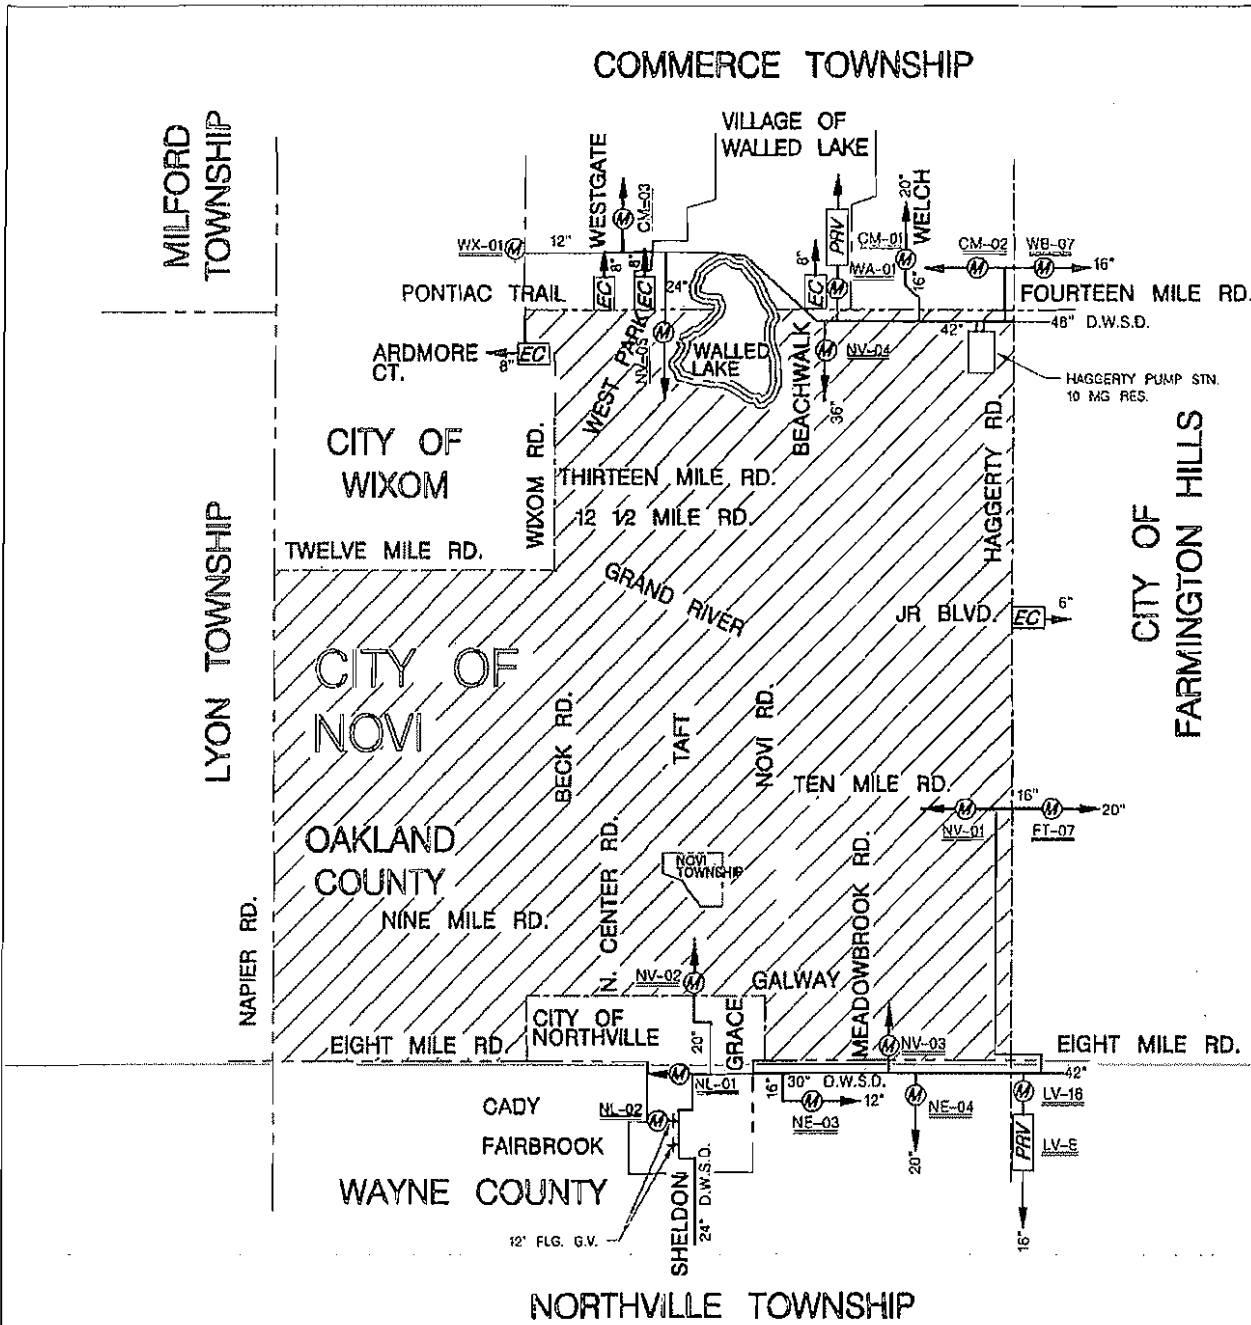 COMMERCE TOWNSHIP
MILFORD
TOWNSHIP
VILLAGE OF
WALLED LAKE
WESTGATE
CM-03
M
WX-01
M
12"
PRV
CM-01
M
20"
WELCH
CM-02
M
WB-07
M
16"
WA-01
M
16"
8"
EC
8"
EC
8"
EC
24"
PONTIAC TRAIL
FOURTEEN MILE RD.
48" D.W.S.D.
42"
ARDMORE
CT.
8"
EC
WEST PARK
NV-05
M
WALLED
LAKE
BEACHWALK
M
NV-04
36"
HAGGERTY PUMP STN.
10 MG RES.
CITY OF
WIXOM
WIXOM RD.
THIRTEEN MILE RD.
12 1/2 MILE RD.
HAGGERTY RD.
TWELVE MILE RD.
GRAND RIVER
JR BLVD.
EC
6"
CITY OF
FARMINGTON HILLS
LYON TOWNSHIP
CITY OF
NOVI
BECK RD.
TAFT
NOVI RD.
TEN MILE RD.
16"
M
M
20"
NV-01
FT-07
OAKLAND
COUNTY
NOVI
TOWNSHIP
N. CENTER RD.
MEADOWBROOK RD.
NINE MILE RD.
NAPIER RD.
NV-02
M
GALWAY
CITY OF
NORTHVILLE
20"
GRACE
EIGHT MILE RD.
M
NV-03
EIGHT MILE RD.
M
NL-01
16"
30" D.W.S.D.
42"
M
12"
NE-03
M
NE-04
20"
M
LV-16
PRV
LV-E
16"
CADY
NL-02
M
FAIRBROOK
WAYNE COUNTY
SHELDON
24" D.W.S.D.
12" FLG. G.V.
NORTHVILLE TOWNSHIP